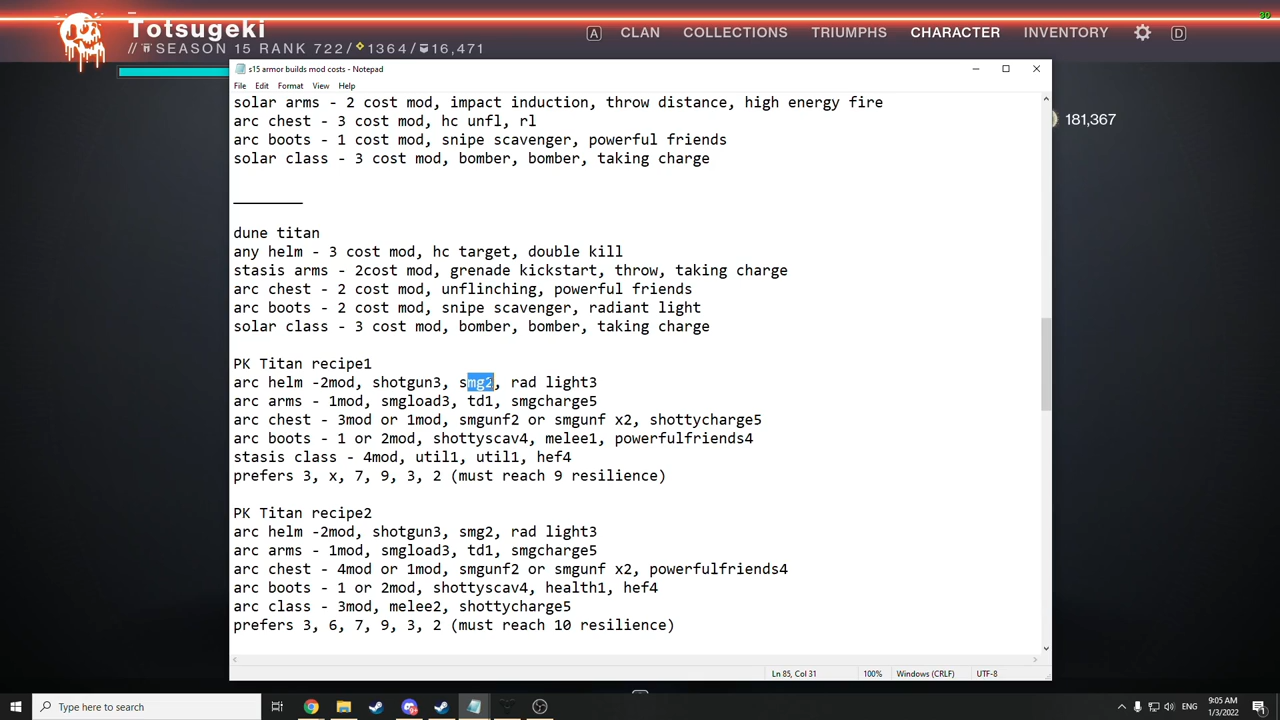 30
Totsugeki
// SEASON 15 RANK 722/ 1364/ 16,471
A CLAN COLLECTIONS TRIUMPHS CHARACTER INVENTORY D
181,367
s15 armor builds mod costs - Notepad
File Edit Format View Help
solar arms - 2 cost mod, impact induction, throw distance, high energy fire
arc chest - 3 cost mod, hc unfl, rl
arc boots - 1 cost mod, snipe scavenger, powerful friends
solar class - 3 cost mod, bomber, bomber, taking charge
________
dune titan
any helm - 3 cost mod, hc target, double kill
stasis arms - 2cost mod, grenade kickstart, throw, taking charge
arc chest - 2 cost mod, unflinching, powerful friends
arc boots - 2 cost mod, snipe scavenger, radiant light
solar class - 3 cost mod, bomber, bomber, taking charge
PK Titan recipe1
arc helm -2mod, shotgun3, smg2, rad light3
arc arms - 1mod, smgload3, td1, smgcharge5
arc chest - 3mod or 1mod, smgunf2 or smgunf x2, shottycharge5
arc boots - 1 or 2mod, shottyscav4, melee1, powerfulfriends4
stasis class - 4mod, util1, util1, hef4
prefers 3, x, 7, 9, 3, 2 (must reach 9 resilience)
PK Titan recipe2
arc helm -2mod, shotgun3, smg2, rad light3
arc arms - 1mod, smgload3, td1, smgcharge5
arc chest - 4mod or 1mod, smgunf2 or smgunf x2, powerfulfriends4
arc boots - 1 or 2mod, shottyscav4, health1, hef4
arc class - 3mod, melee2, shottycharge5
prefers 3, 6, 7, 9, 3, 2 (must reach 10 resilience)
Ln 85, Col 31 100% Windows (CRLF) UTF-8
Type here to search
ENG
9:05 AM
1/3/2022
1